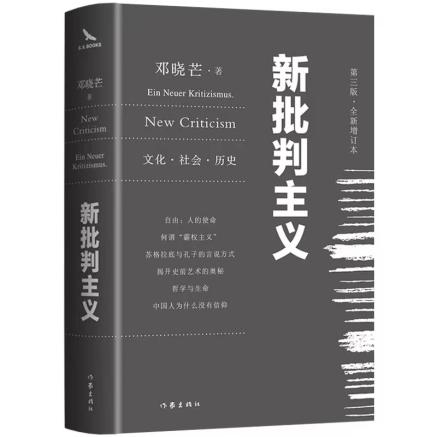 S.X.BOOKS
邓晓芒
著
New
Criticism
Ein Neuer
Kritizismus.
新批判主义
作家出版社
邓晓芒·著
Ein Neuer Kritizismus.
New Criticism
文化·社会·历史
自由：人的使命
何谓“霸权主义”
苏格拉底与孔子的言说方式
揭开史前艺术的奥秘
哲学与生命
中国人为什么没有信仰
作家出版社
新批判主义
第三版·全新增订本